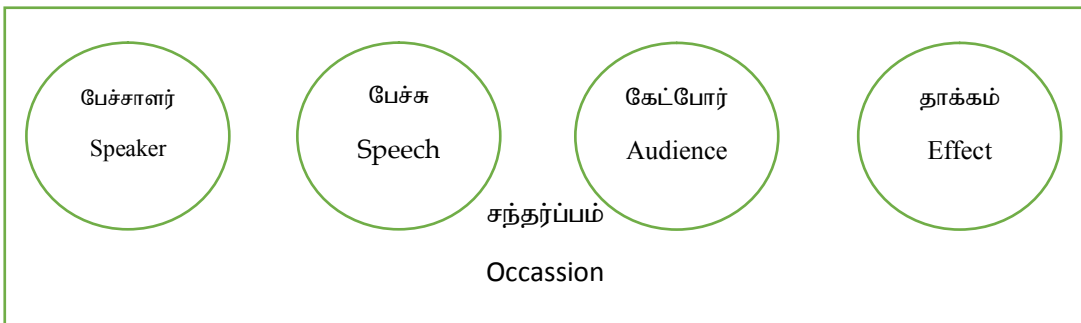 பேச்சாளர்
Speaker
பேச்சு
Speech
கேட்போர்
Audience
தாக்கம்
Effect
சந்தர்ப்பம்
Occassion